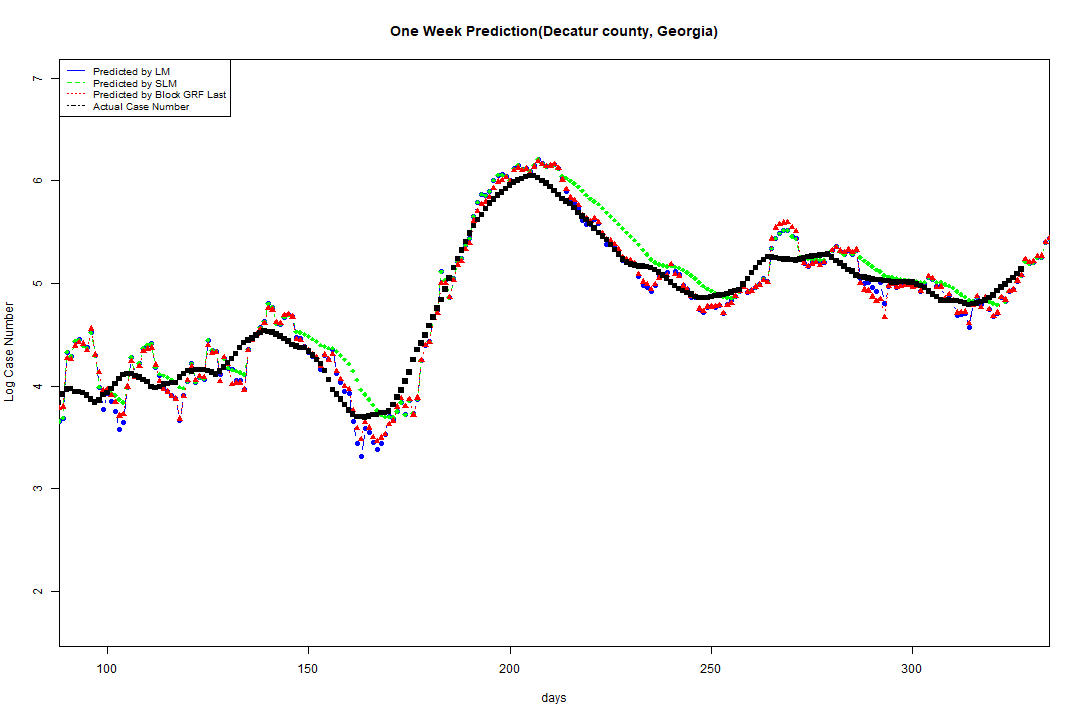 One Week Prediction(Decatur county, Georgia)
Predicted by LM
Predicted by SLM
Predicted by Block GRF Last
Actual Case Number
7
6
5
4
3
2
Log Case Number
100 150 200 250 300
days